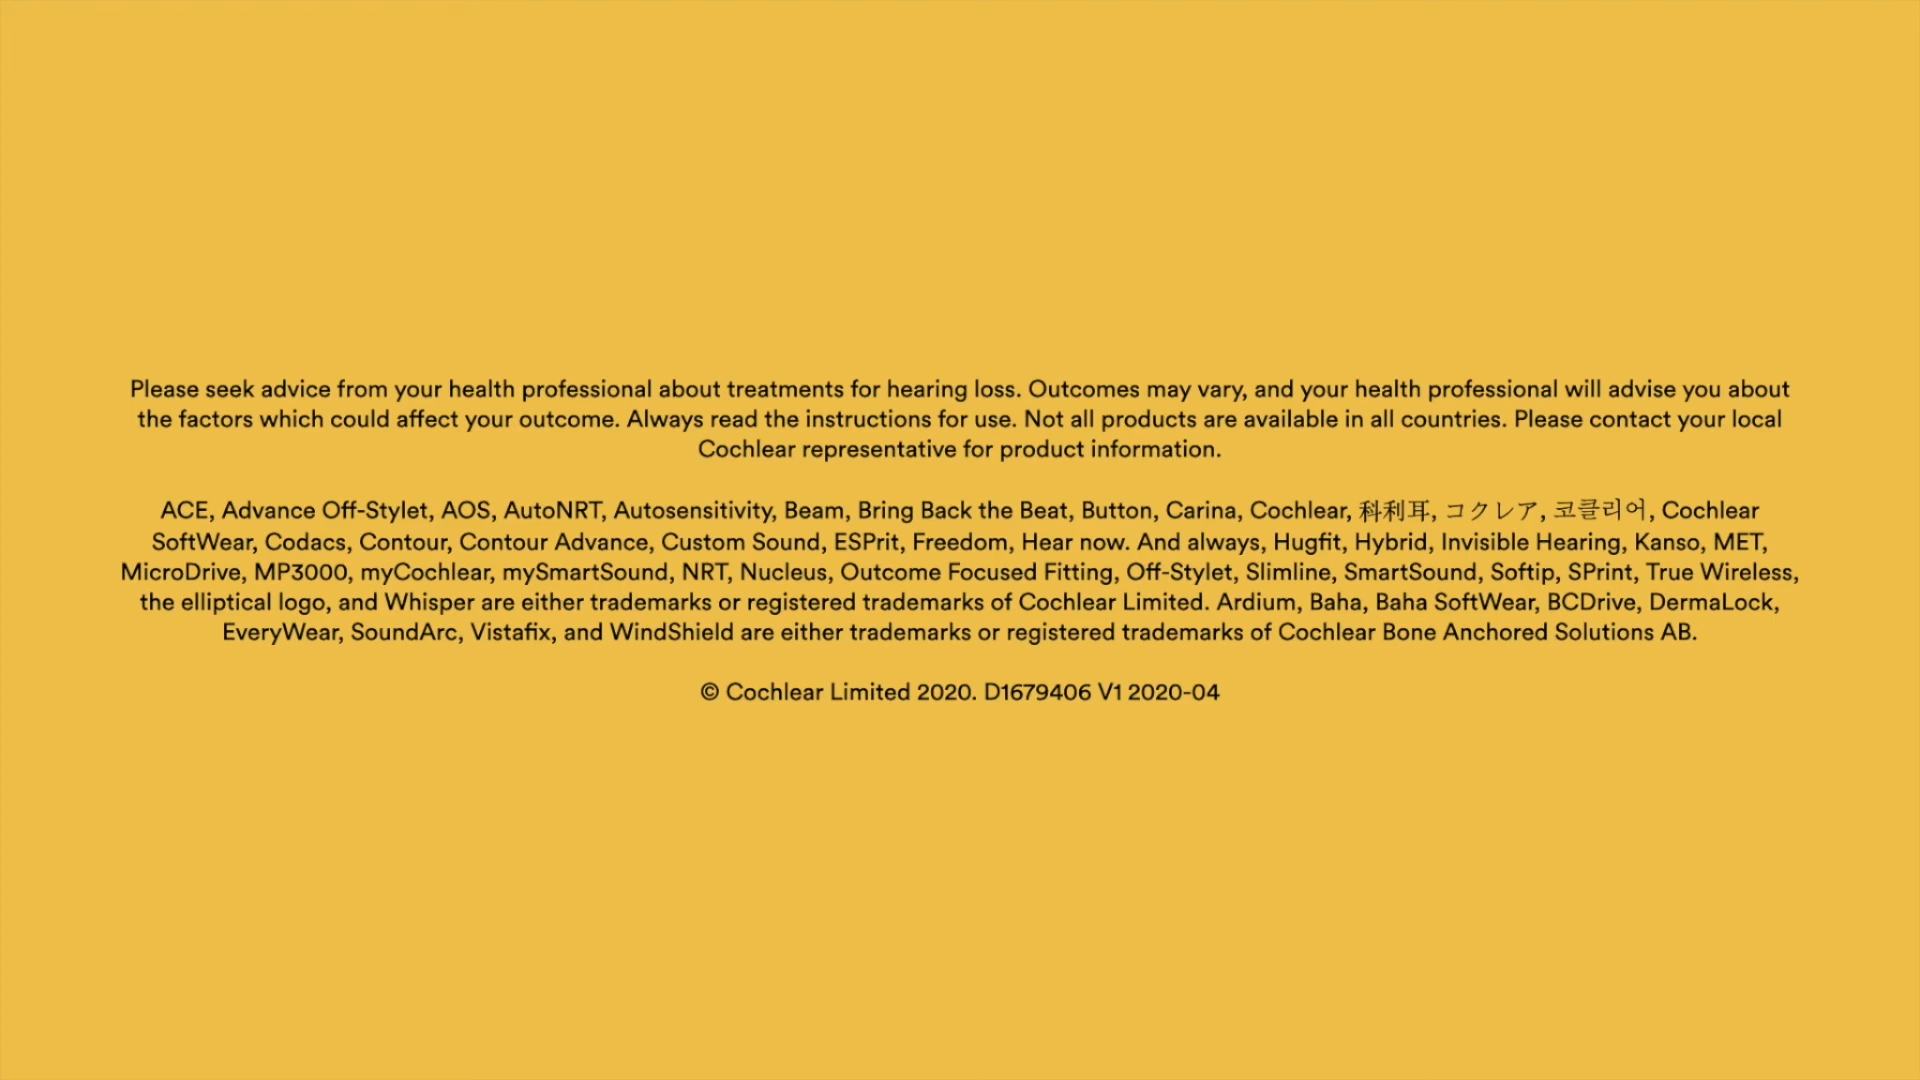 Please seek advice from your health professional about treatments for hearing loss. Outcomes may vary, and your health professional will advise you about
the factors which could affect your outcome. Always read the instructions for use. Not all products are available in all countries. Please contact your local
Cochlear representative for product information.
ACE, Advance Off-Stylet, AOS, AutoNRT, Autosensitivity, Beam, Bring Back the Beat, Button, Carina, Cochlear, 科利耳, コクレア, 코클리어, Cochlear
SoftWear, Codacs, Contour, Contour Advance, Custom Sound, ESPrit, Freedom, Hear now. And always, Hugfit, Hybrid, Invisible Hearing, Kanso, MET,
MicroDrive, MP3000, myCochlear, mySmartSound, NRT, Nucleus, Outcome Focused Fitting, Off-Stylet, Slimline, SmartSound, Softip, SPrint, True Wireless,
the elliptical logo, and Whisper are either trademarks or registered trademarks of Cochlear Limited. Ardium, Baha, Baha SoftWear, BCDrive, DermaLock,
EveryWear, SoundArc, Vistafix, and WindShield are either trademarks or registered trademarks of Cochlear Bone Anchored Solutions AB.
© Cochlear Limited 2020. D1679406 V1 2020-04